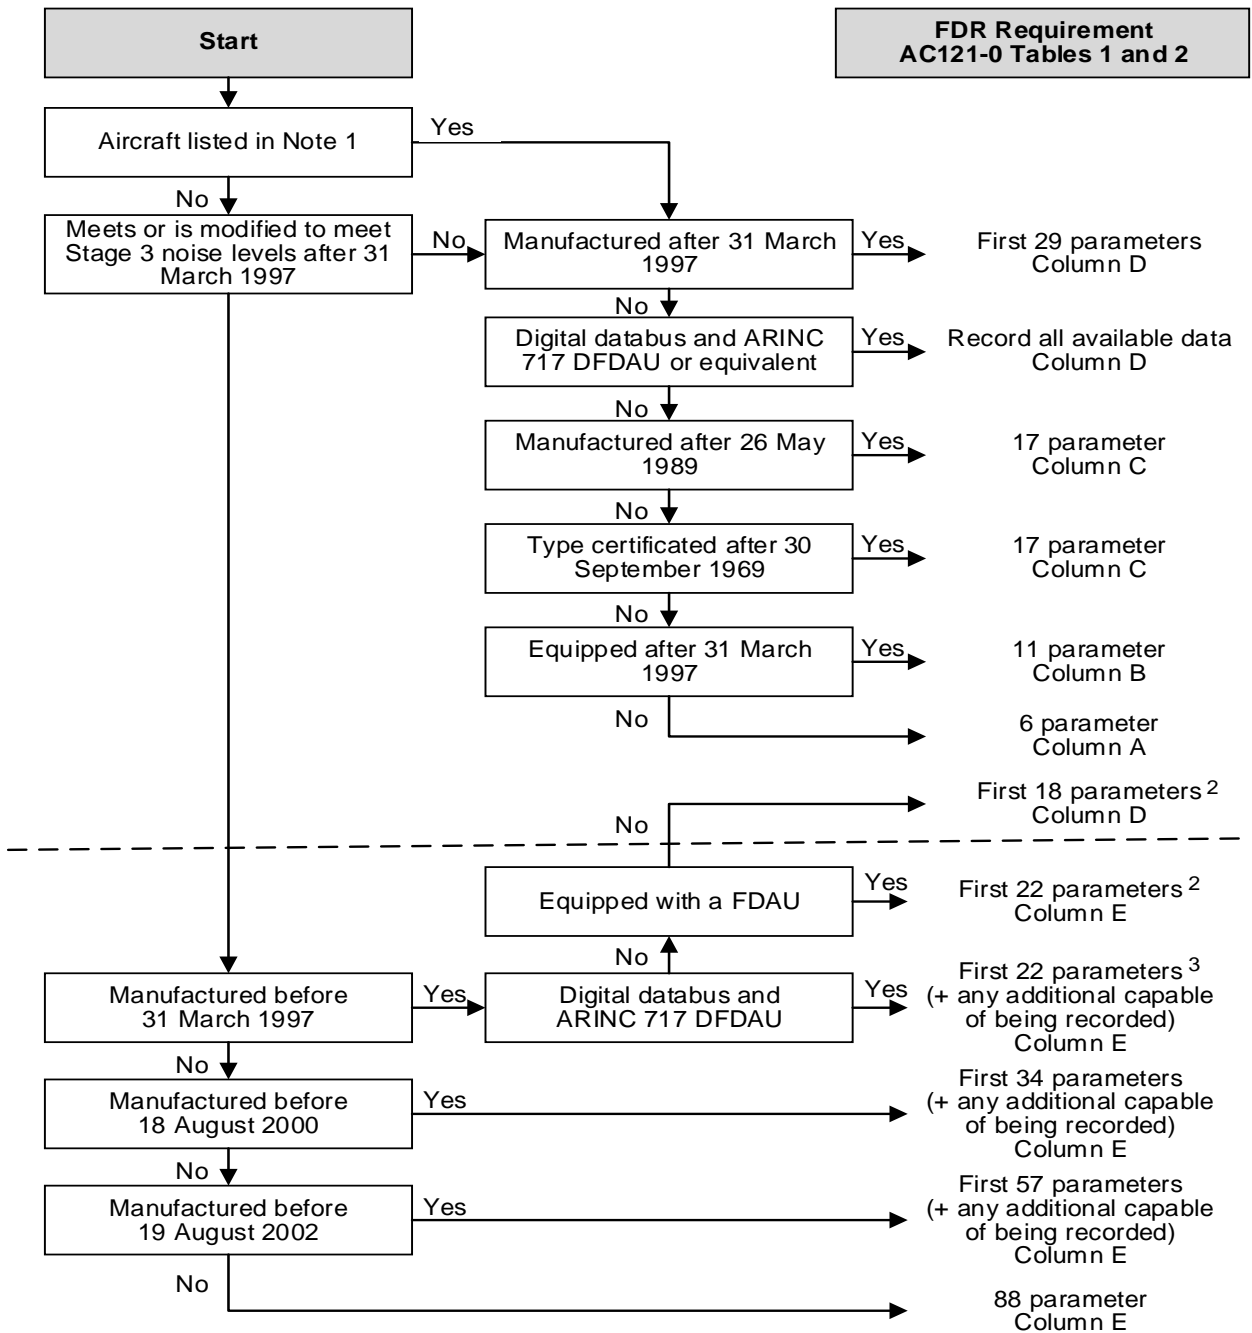 Start
FDR Requirement
AC121-0 Tables 1 and 2
Aircraft listed in Note 1
Yes
No
Meets or is modified to meet
Stage 3 noise levels after 31
March 1997
No
Manufactured after 31 March
1997
Yes
First 29 parameters
Column D
No
Digital databus and ARINC
717 DFDAU or equivalent
Yes
Record all available data
Column D
No
Manufactured after 26 May
1989
Yes
17 parameter
Column C
No
Type certificated after 30
September 1969
Yes
17 parameter
Column C
No
Equipped after 31 March
1997
Yes
11 parameter
Column B
No
6 parameter
Column A
First 18 parameters 2
Column D
No
Equipped with a FDAU
Yes
First 22 parameters 2
Column E
No
Manufactured before
31 March 1997
Yes
Digital databus and
ARINC 717 DFDAU
Yes
First 22 parameters 3
(+ any additional capable
of being recorded)
Column E
No
Manufactured before
18 August 2000
Yes
First 34 parameters
(+ any additional capable
of being recorded)
Column E
No
Manufactured before
19 August 2002
Yes
First 57 parameters
(+ any additional capable
of being recorded)
Column E
No
88 parameter
Column E